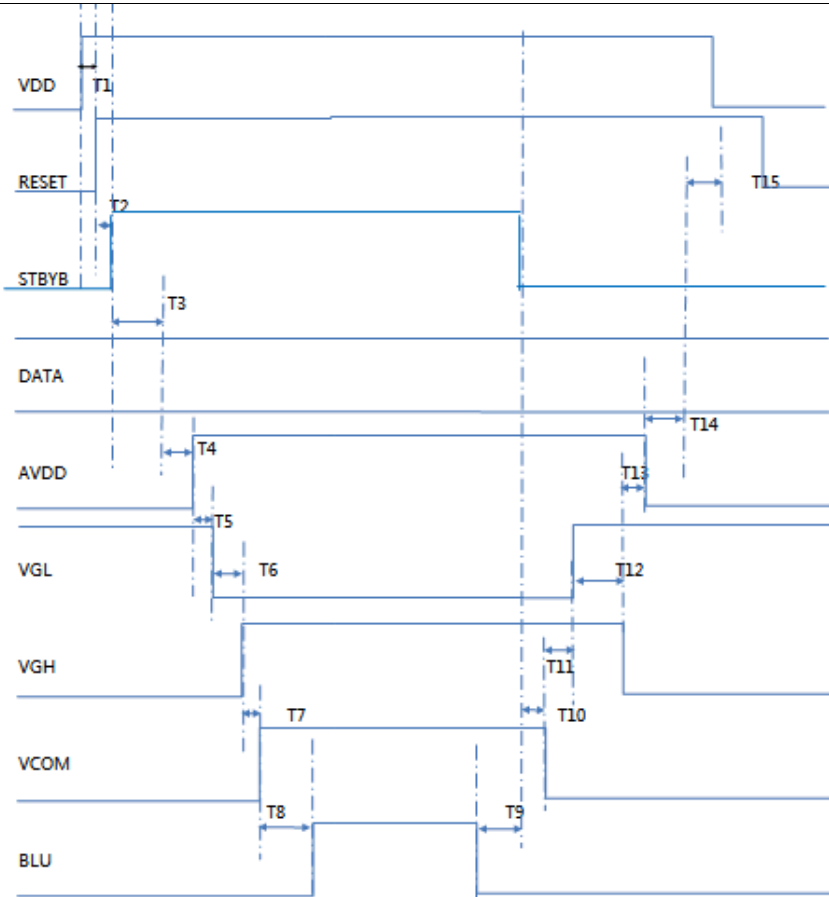 VDD
T1
RESET
T15
T2
STBYB
T3
DATA
T14
AVDD
T4
T13
T5
VGL
T6
T12
VGH
T11
T7
T10
VCOM
T8
T9
BLU